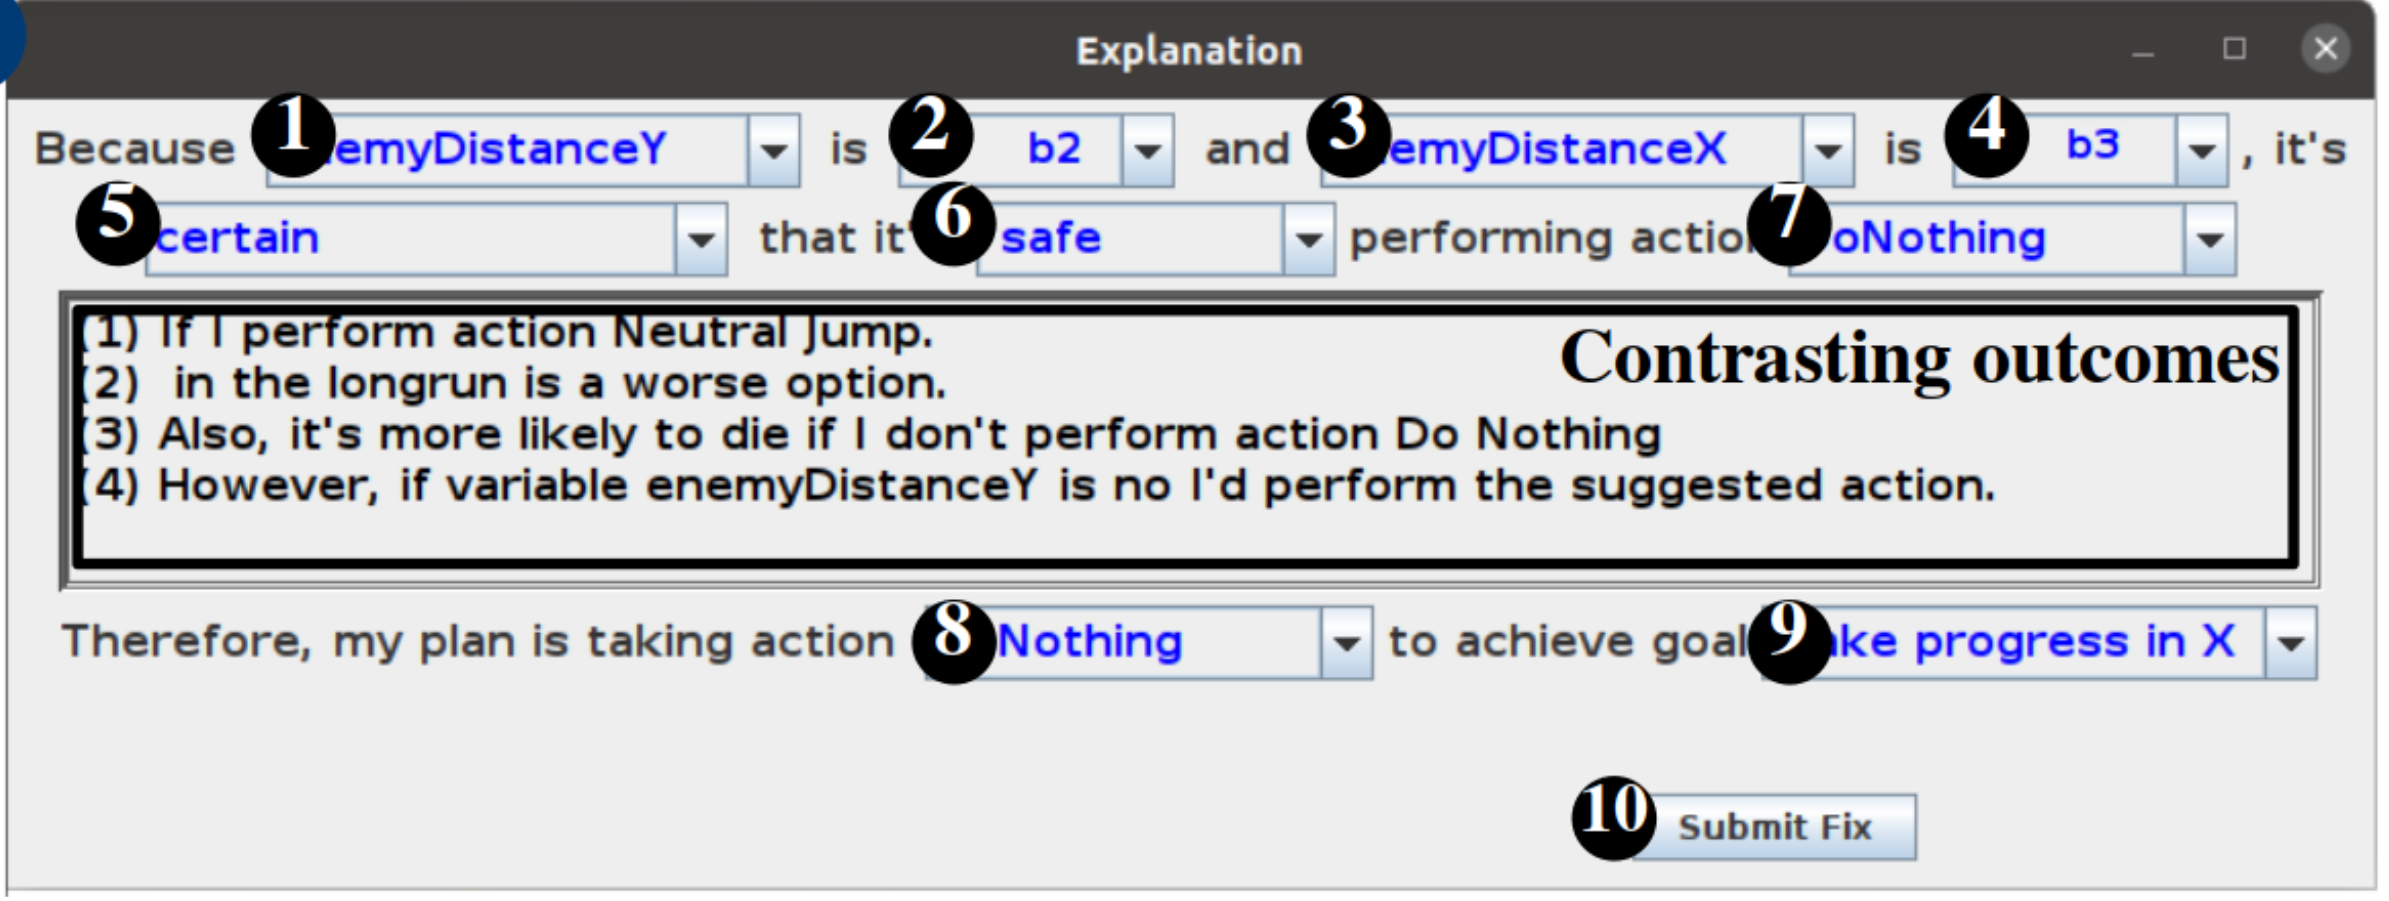 Explanation
Because 1 emyDistanceY is 2 b2 and 3 emyDistanceX is 4 b3 , it's
5 certain that it' 6 safe performing actio 7 oNothing
(1) If I perform action Neutral Jump.
Contrasting outcomes
(2) in the longrun is a worse option.
(3) Also, it's more likely to die if I don't perform action Do Nothing
(4) However, if variable enemyDistanceY is no I'd perform the suggested action.
Therefore, my plan is taking action 8 Nothing to achieve goal 9 ke progress in X
10 Submit Fix